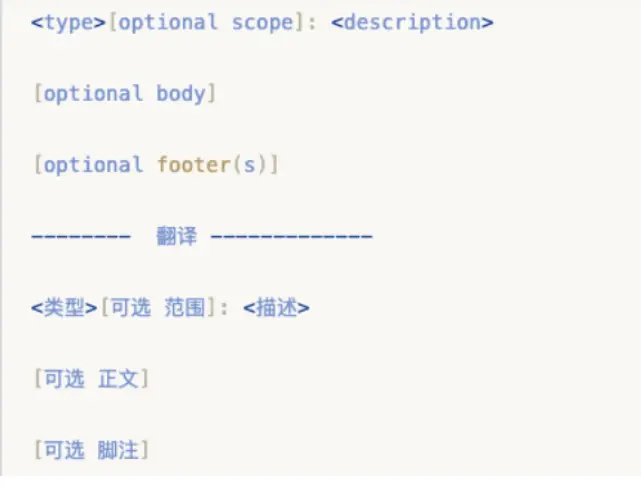 <type>[optional scope]: <description>
[optional body]
[optional footer(s)]
-------- 翻译 -------------
<类型>[可选 范围]: <描述>
[可选 正文]
[可选 脚注]